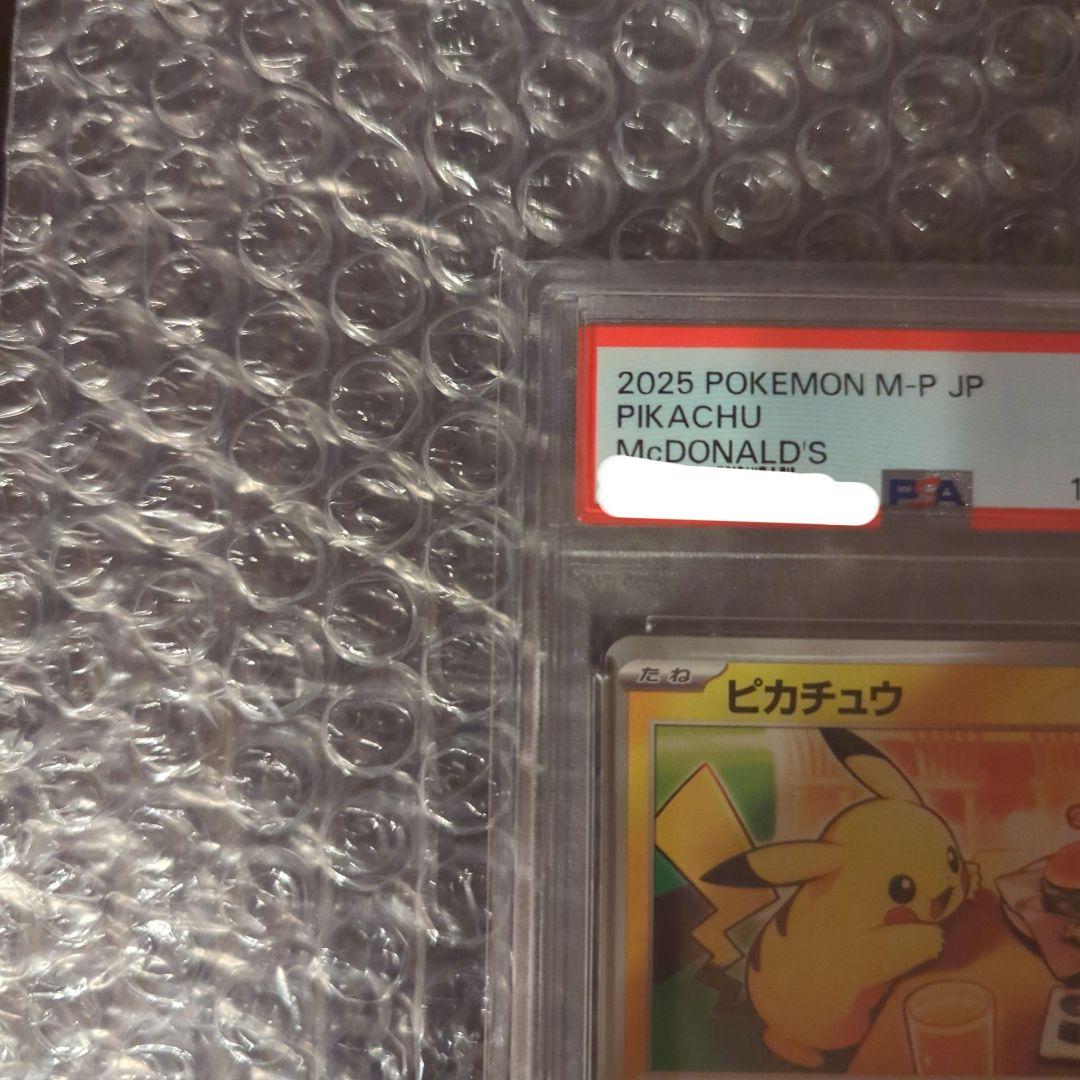 2025 POKEMON M-P JP
PIKACHU
McDONALD'S
PSA
たね
ピカチュウ